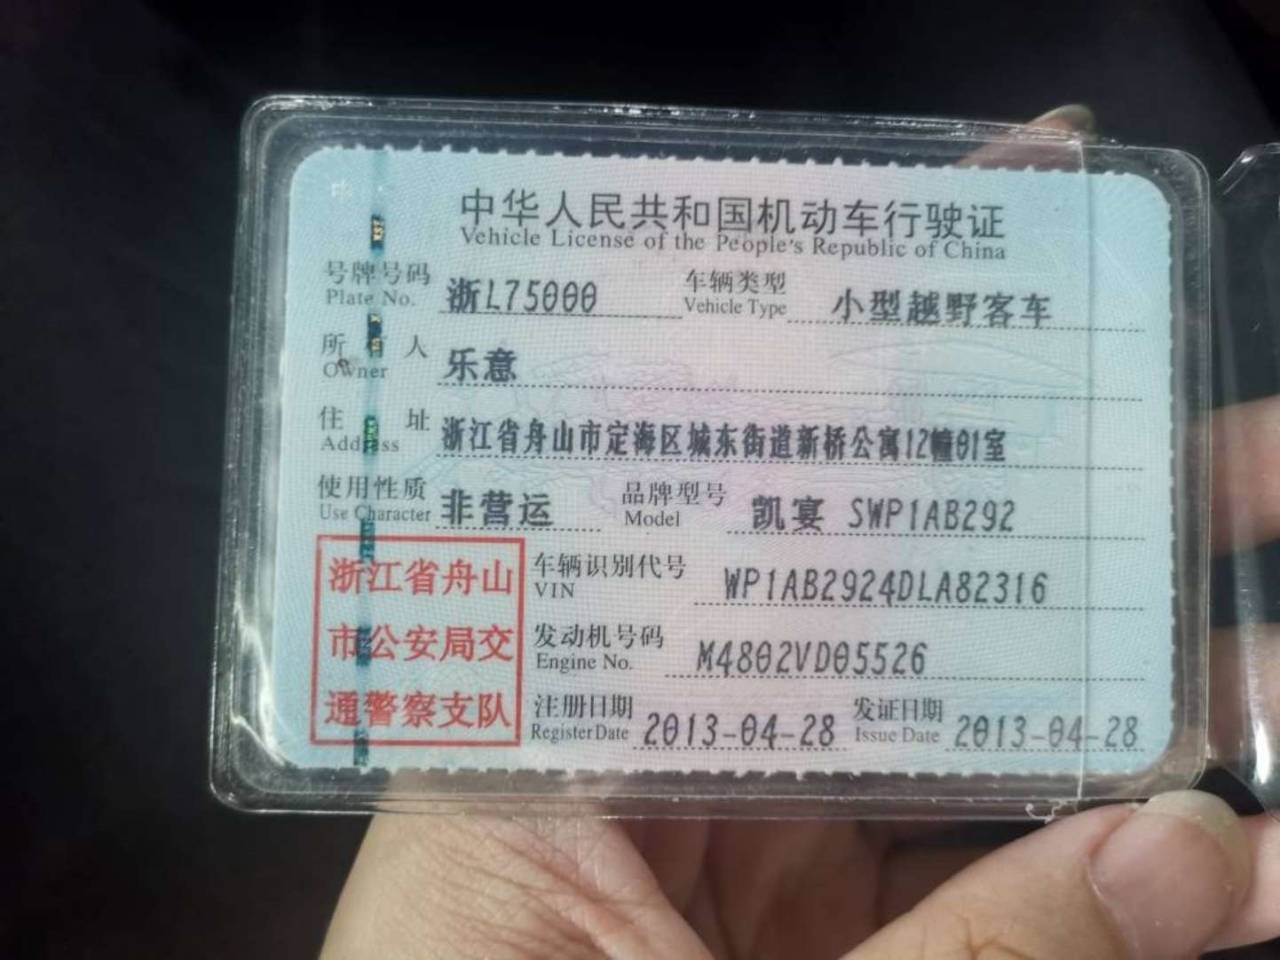 中华人民共和国机动车行驶证
Vehicle License of the People's Republic of China
号牌号码 浙L75000 车辆类型 小型越野客车
Plate No. Vehicle Type
所 人 乐意
Owner
住 址 浙江省舟山市定海区城东街道新桥公寓12幢01室
Address
使用性质 非营运 品牌型号 凯宴 SWP1AB292
Use Character Model
浙江省舟山
市公安局交
通警察支队
车辆识别代号 WP1AB2924DLA82316
VIN
发动机号码 M4802VD05526
Engine No.
注册日期 2013-04-28 发证日期 2013-04-28
Register Date Issue Date